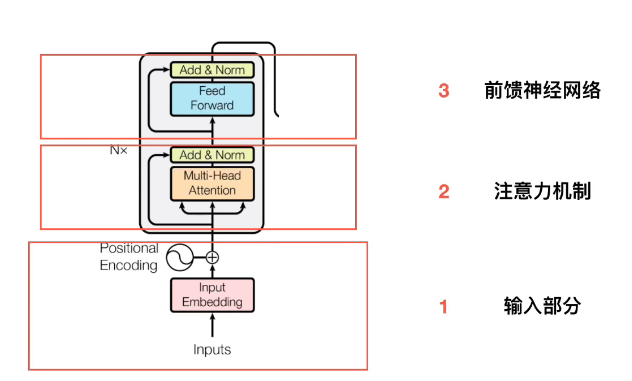 Add & Norm
Feed
Forward
3 前馈神经网络
Add & Norm
N×
Multi-Head
Attention
2 注意力机制
Positional
Encoding
Input
Embedding
1 输入部分
Inputs